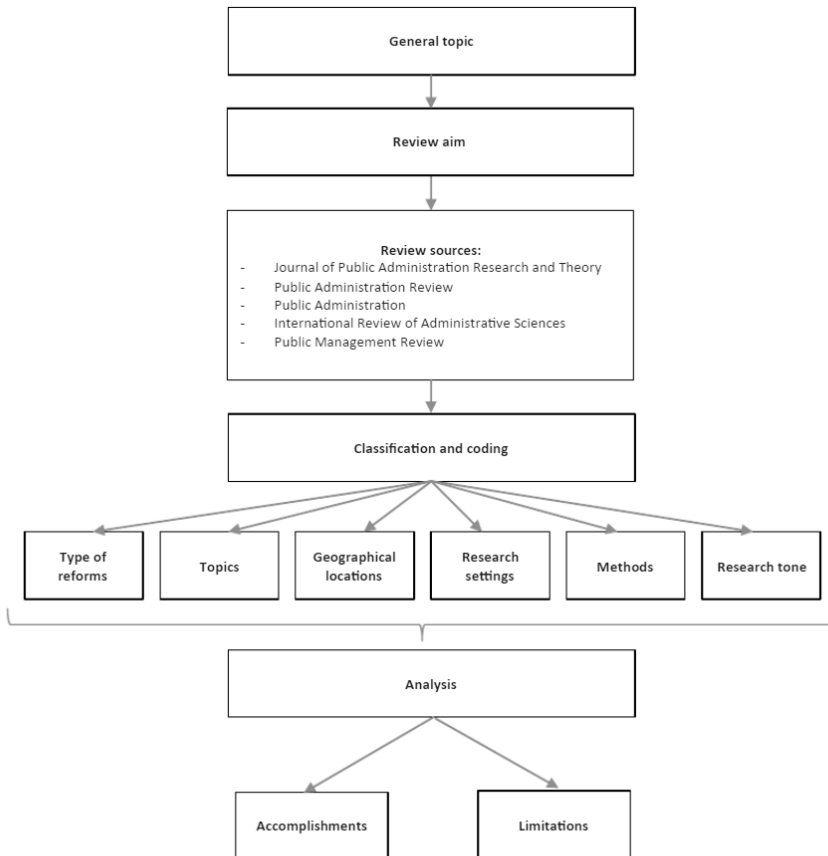 General topic
Review aim
Review sources:
- Journal of Public Administration Research and Theory
- Public Administration Review
- Public Administration
- International Review of Administrative Sciences
- Public Management Review
Classification and coding
Type of
reforms
Topics
Geographical
locations
Research
settings
Methods
Research tone
Analysis
Accomplishments
Limitations